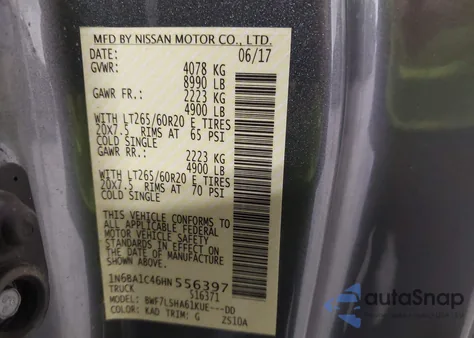 MFD BY NISSAN MOTOR CO., LTD.
DATE: 06/17
GVWR: 4078 KG
8990 LB
GAWR FR.: 2223 KG
4900 LB
WITH LT265/60R20 E TIRES
20X7.5 RIMS AT 65 PSI
COLD SINGLE
GAWR RR.: 2223 KG
4900 LB
WITH LT265/60R20 E TIRES
20X7.5 RIMS AT 70 PSI
COLD SINGLE
THIS VEHICLE CONFORMS TO
ALL APPLICABLE FEDERAL
MOTOR VEHICLE SAFETY
STANDARDS IN EFFECT ON THE
DATE OF MANUFACTURE
1N6BA1C46HN556397
TRUCK 516371
MODEL: BWF7L5HA61KUE---DD
COLOR: KAD TRIM: G ZS10A
autoSnap